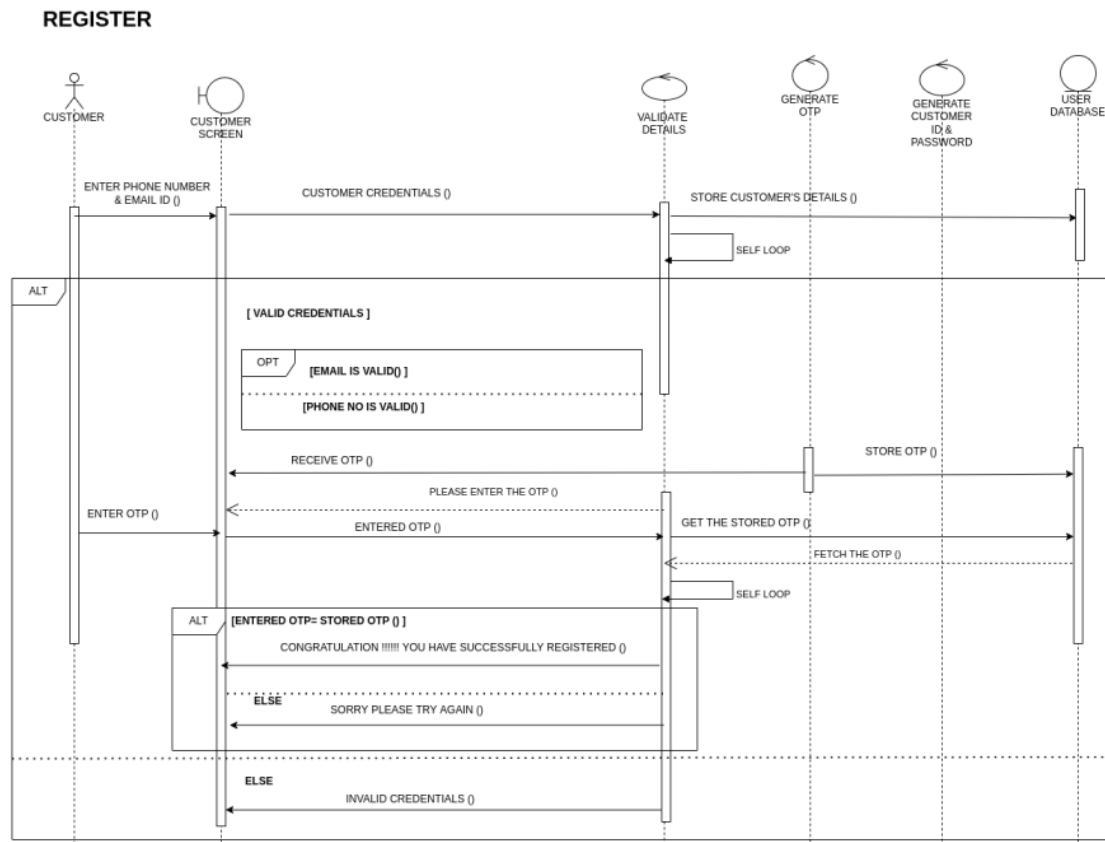 REGISTER
CUSTOMER
CUSTOMER
SCREEN
VALIDATE
DETAILS
GENERATE
OTP
GENERATE
CUSTOMER
ID &
PASSWORD
USER
DATABASE
ENTER PHONE NUMBER
& EMAIL ID ()
CUSTOMER CREDENTIALS ()
STORE CUSTOMER'S DETAILS ()
SELF LOOP
ALT
[ VALID CREDENTIALS ]
OPT
[EMAIL IS VALID() ]
[PHONE NO IS VALID() ]
RECEIVE OTP ()
STORE OTP ()
PLEASE ENTER THE OTP ()
ENTER OTP ()
ENTERED OTP ()
GET THE STORED OTP()
FETCH THE OTP ()
SELF LOOP
ALT
[ENTERED OTP= STORED OTP () ]
CONGRATULATION !!!!!! YOU HAVE SUCCESSFULLY REGISTERED ()
ELSE
SORRY PLEASE TRY AGAIN ()
ELSE
INVALID CREDENTIALS ()